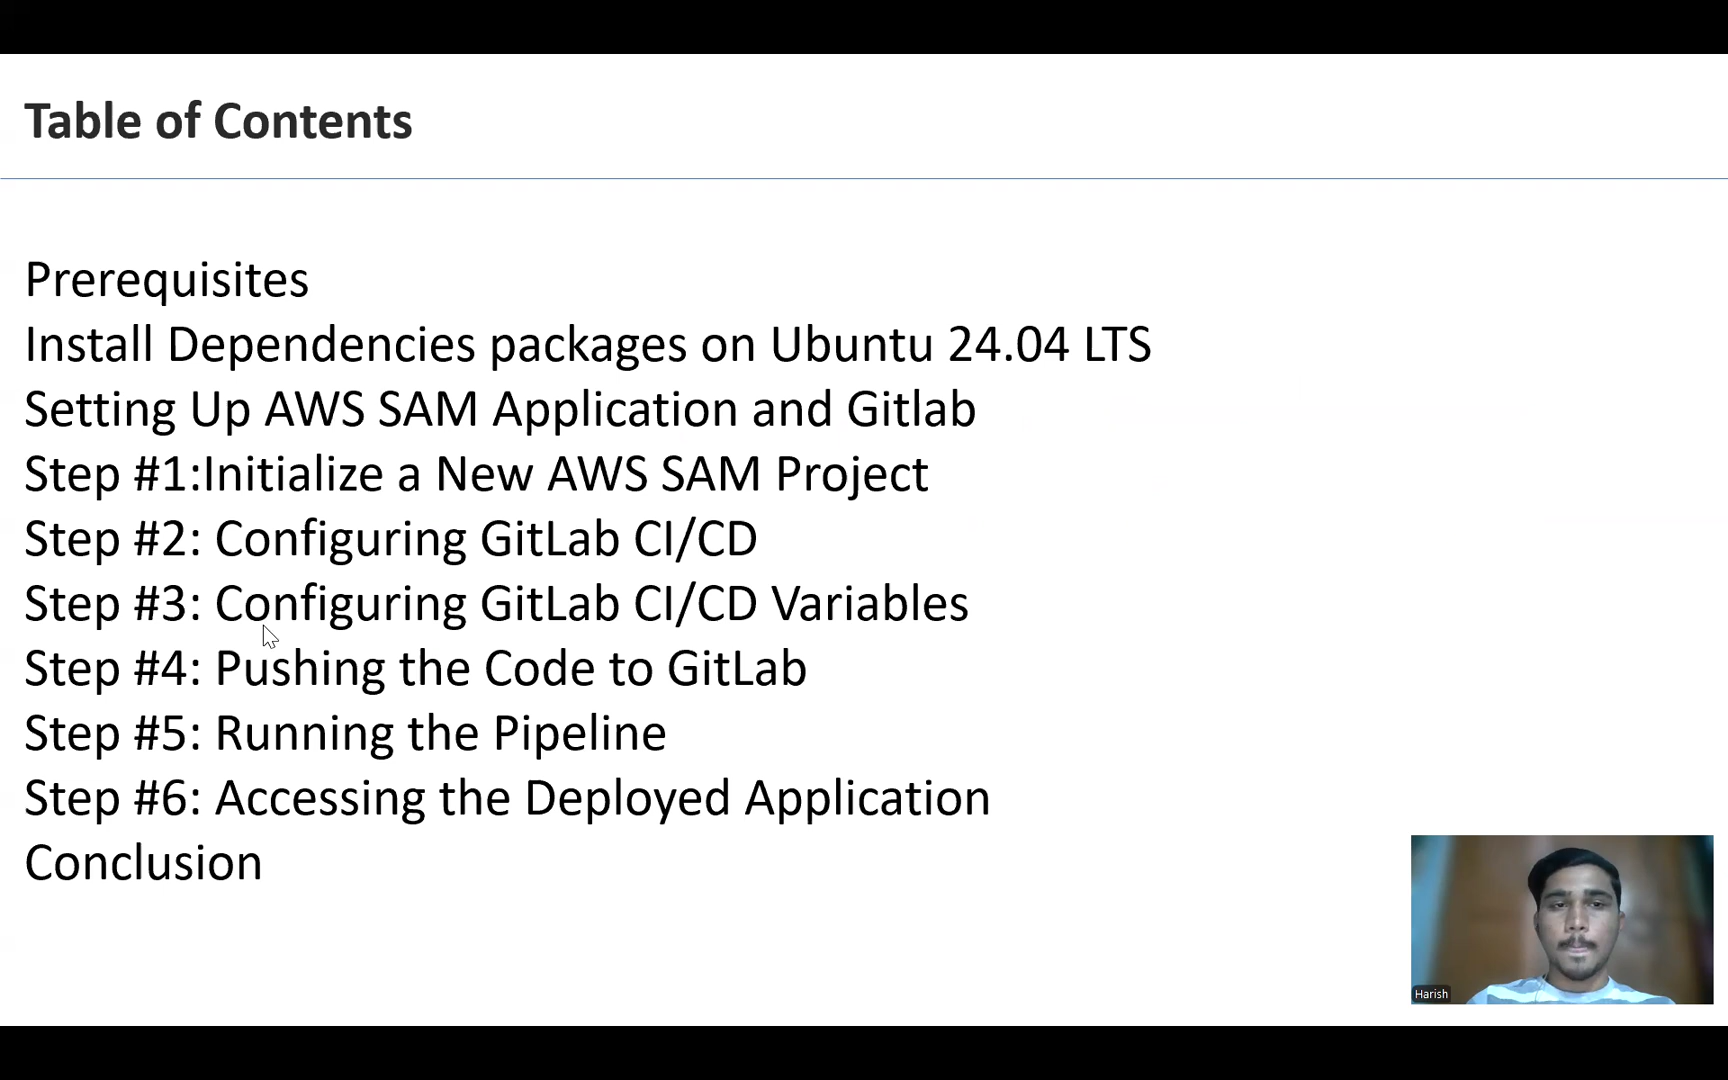 Table of Contents
Prerequisites
Install Dependencies packages on Ubuntu 24.04 LTS
Setting Up AWS SAM Application and Gitlab
Step #1:Initialize a New AWS SAM Project
Step #2: Configuring GitLab CI/CD
Step #3: Configuring GitLab CI/CD Variables
Step #4: Pushing the Code to GitLab
Step #5: Running the Pipeline
Step #6: Accessing the Deployed Application
Conclusion
Harish